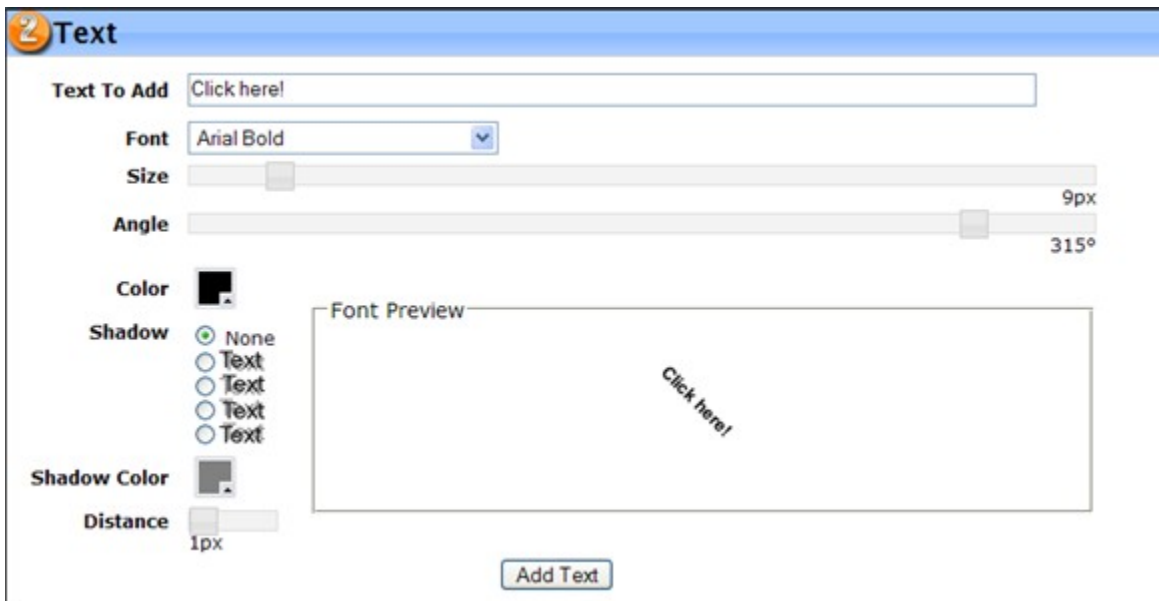 2 Text
Text To Add Click here!
Font Arial Bold
Size
9px
Angle
315°
Color
Font Preview
Shadow None
Text
Text
Text
Text
Click here!
Shadow Color
Distance
1px
Add Text